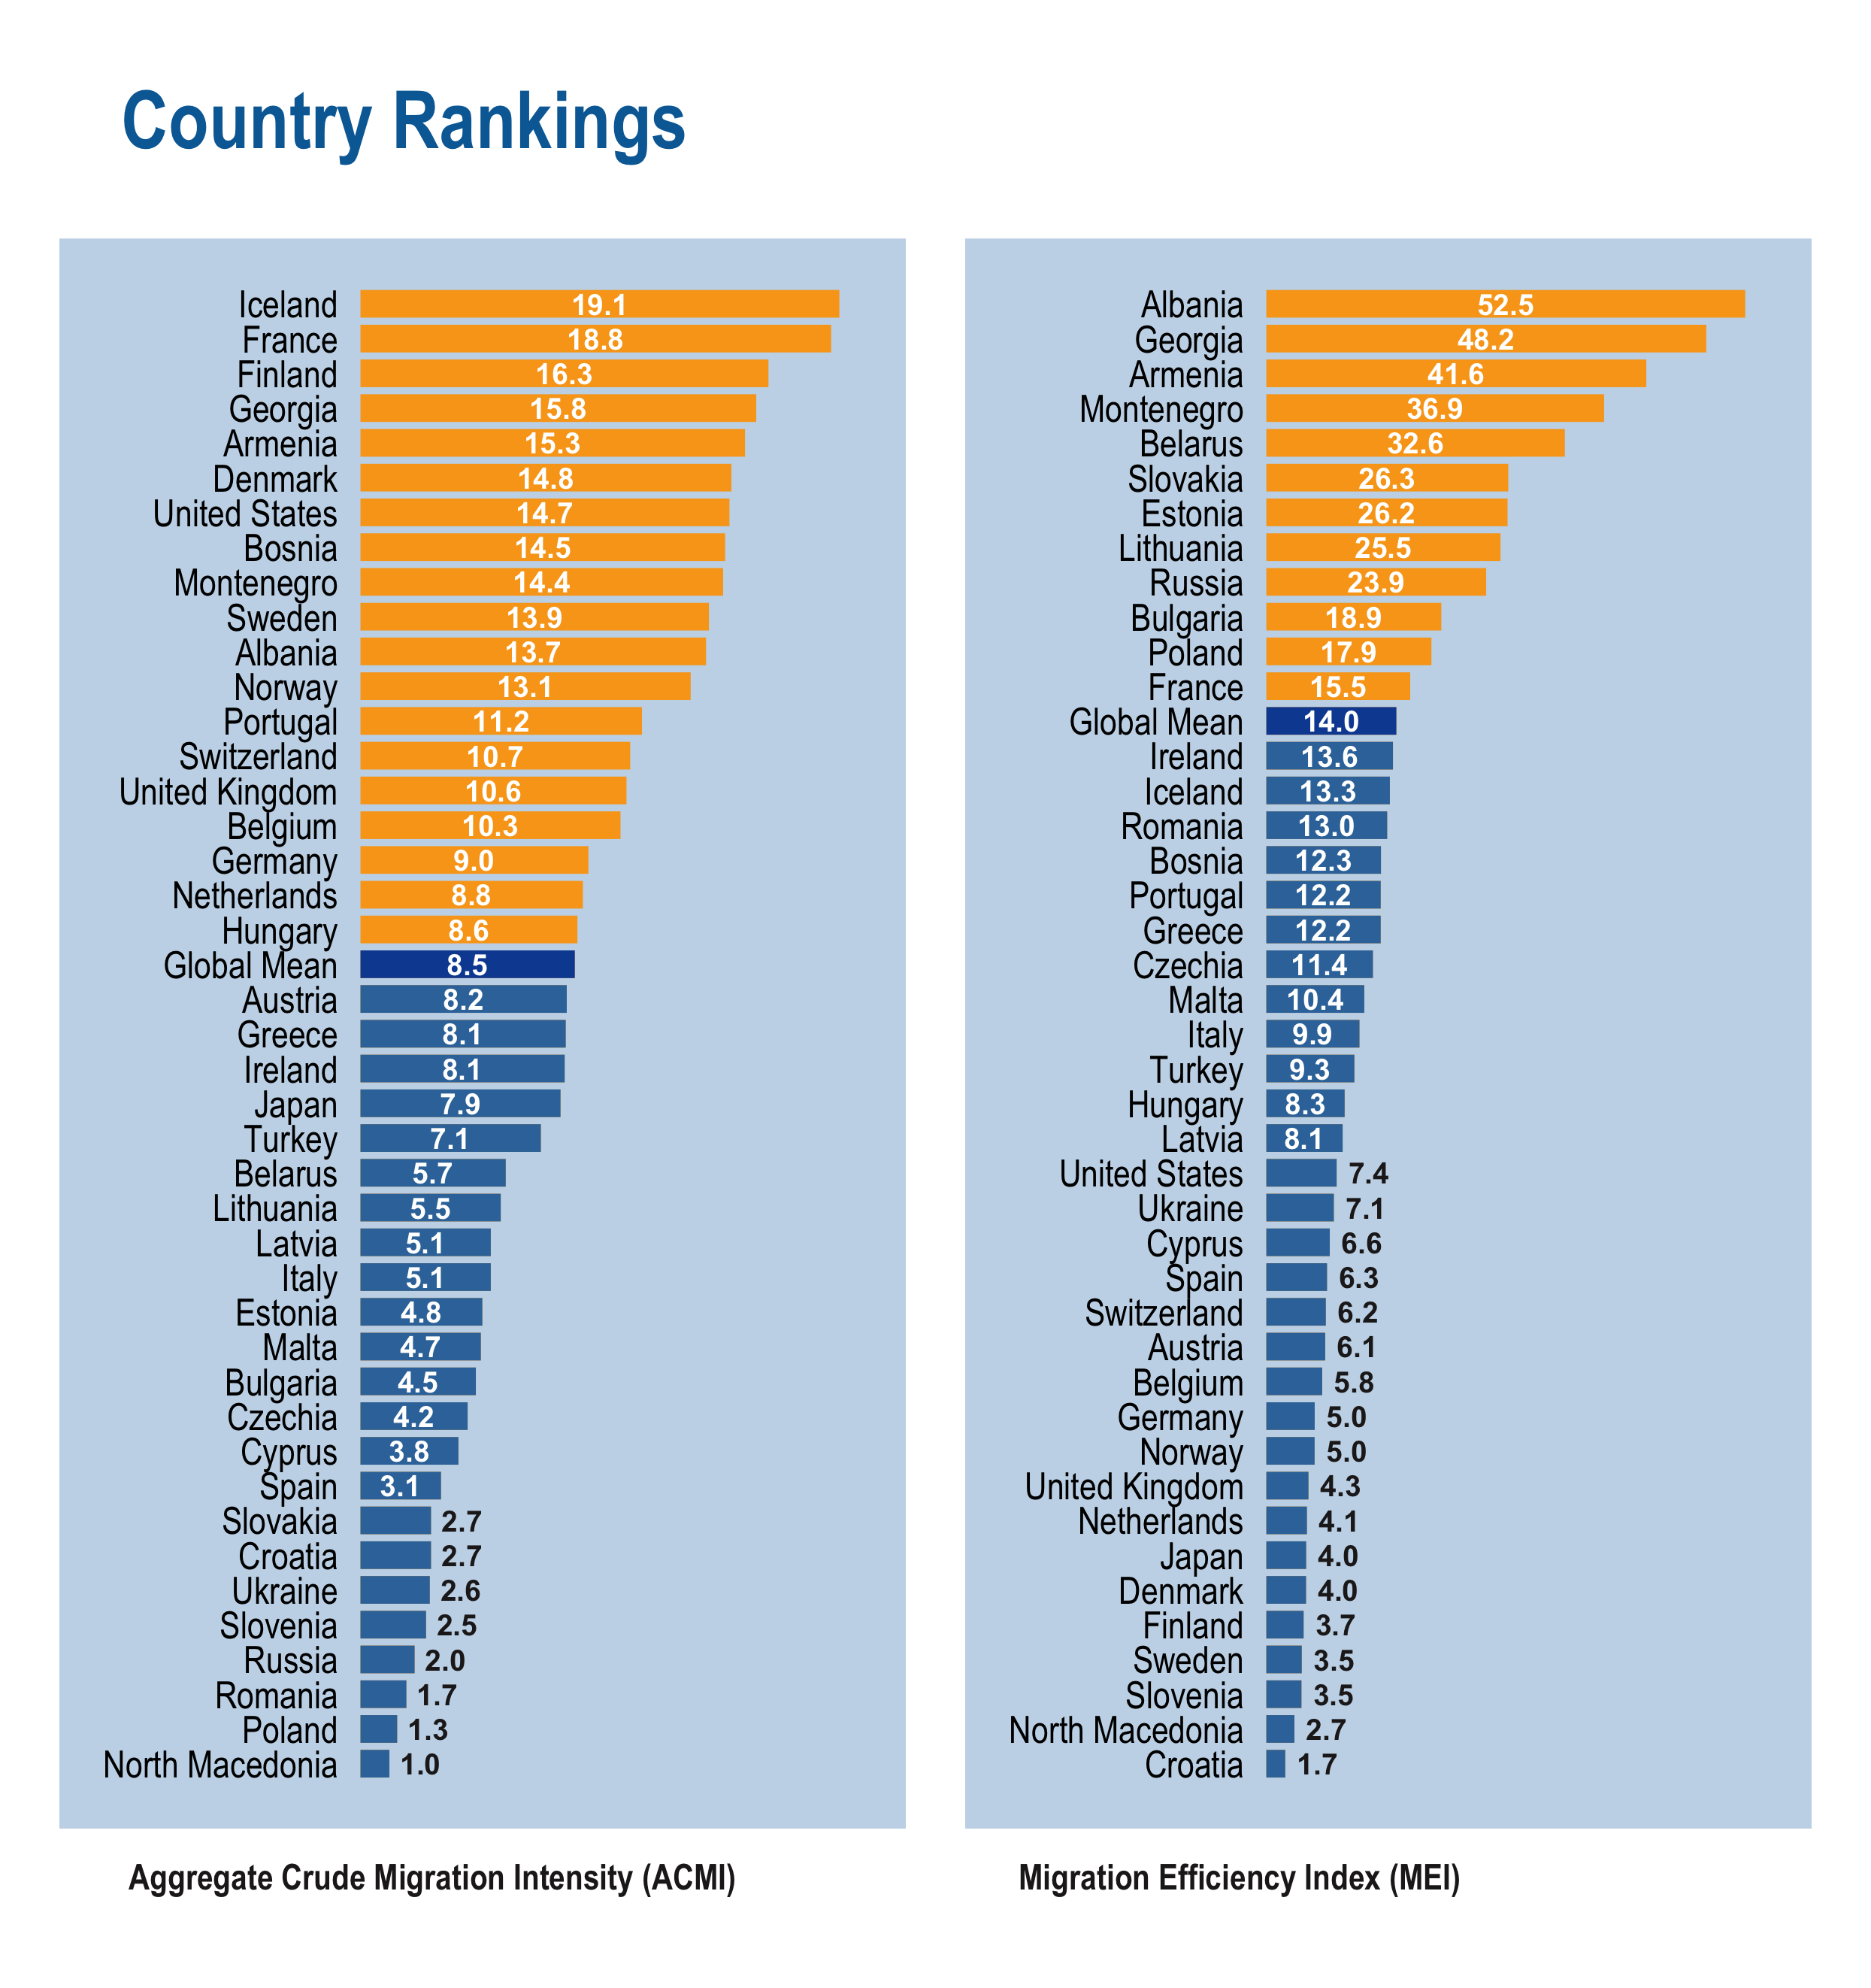 Country Rankings
Iceland 19.1
France 18.8
Finland 16.3
Georgia 15.8
Armenia 15.3
Denmark 14.8
United States 14.7
Bosnia 14.5
Montenegro 14.4
Sweden 13.9
Albania 13.7
Norway 13.1
Portugal 11.2
Switzerland 10.7
United Kingdom 10.6
Belgium 10.3
Germany 9.0
Netherlands 8.8
Hungary 8.6
Global Mean 8.5
Austria 8.2
Greece 8.1
Ireland 8.1
Japan 7.9
Turkey 7.1
Belarus 5.7
Lithuania 5.5
Latvia 5.1
Italy 5.1
Estonia 4.8
Malta 4.7
Bulgaria 4.5
Czechia 4.2
Cyprus 3.8
Spain 3.1
Slovakia 2.7
Croatia 2.7
Ukraine 2.6
Slovenia 2.5
Russia 2.0
Romania 1.7
Poland 1.3
North Macedonia 1.0
Aggregate Crude Migration Intensity (ACMI)
Albania 52.5
Georgia 48.2
Armenia 41.6
Montenegro 36.9
Belarus 32.6
Slovakia 26.3
Estonia 26.2
Lithuania 25.5
Russia 23.9
Bulgaria 18.9
Poland 17.9
France 15.5
Global Mean 14.0
Ireland 13.6
Iceland 13.3
Romania 13.0
Bosnia 12.3
Portugal 12.2
Greece 12.2
Czechia 11.4
Malta 10.4
Italy 9.9
Turkey 9.3
Hungary 8.3
Latvia 8.1
United States 7.4
Ukraine 7.1
Cyprus 6.6
Spain 6.3
Switzerland 6.2
Austria 6.1
Belgium 5.8
Germany 5.0
Norway 5.0
United Kingdom 4.3
Netherlands 4.1
Japan 4.0
Denmark 4.0
Finland 3.7
Sweden 3.5
Slovenia 3.5
North Macedonia 2.7
Croatia 1.7
Migration Efficiency Index (MEI)